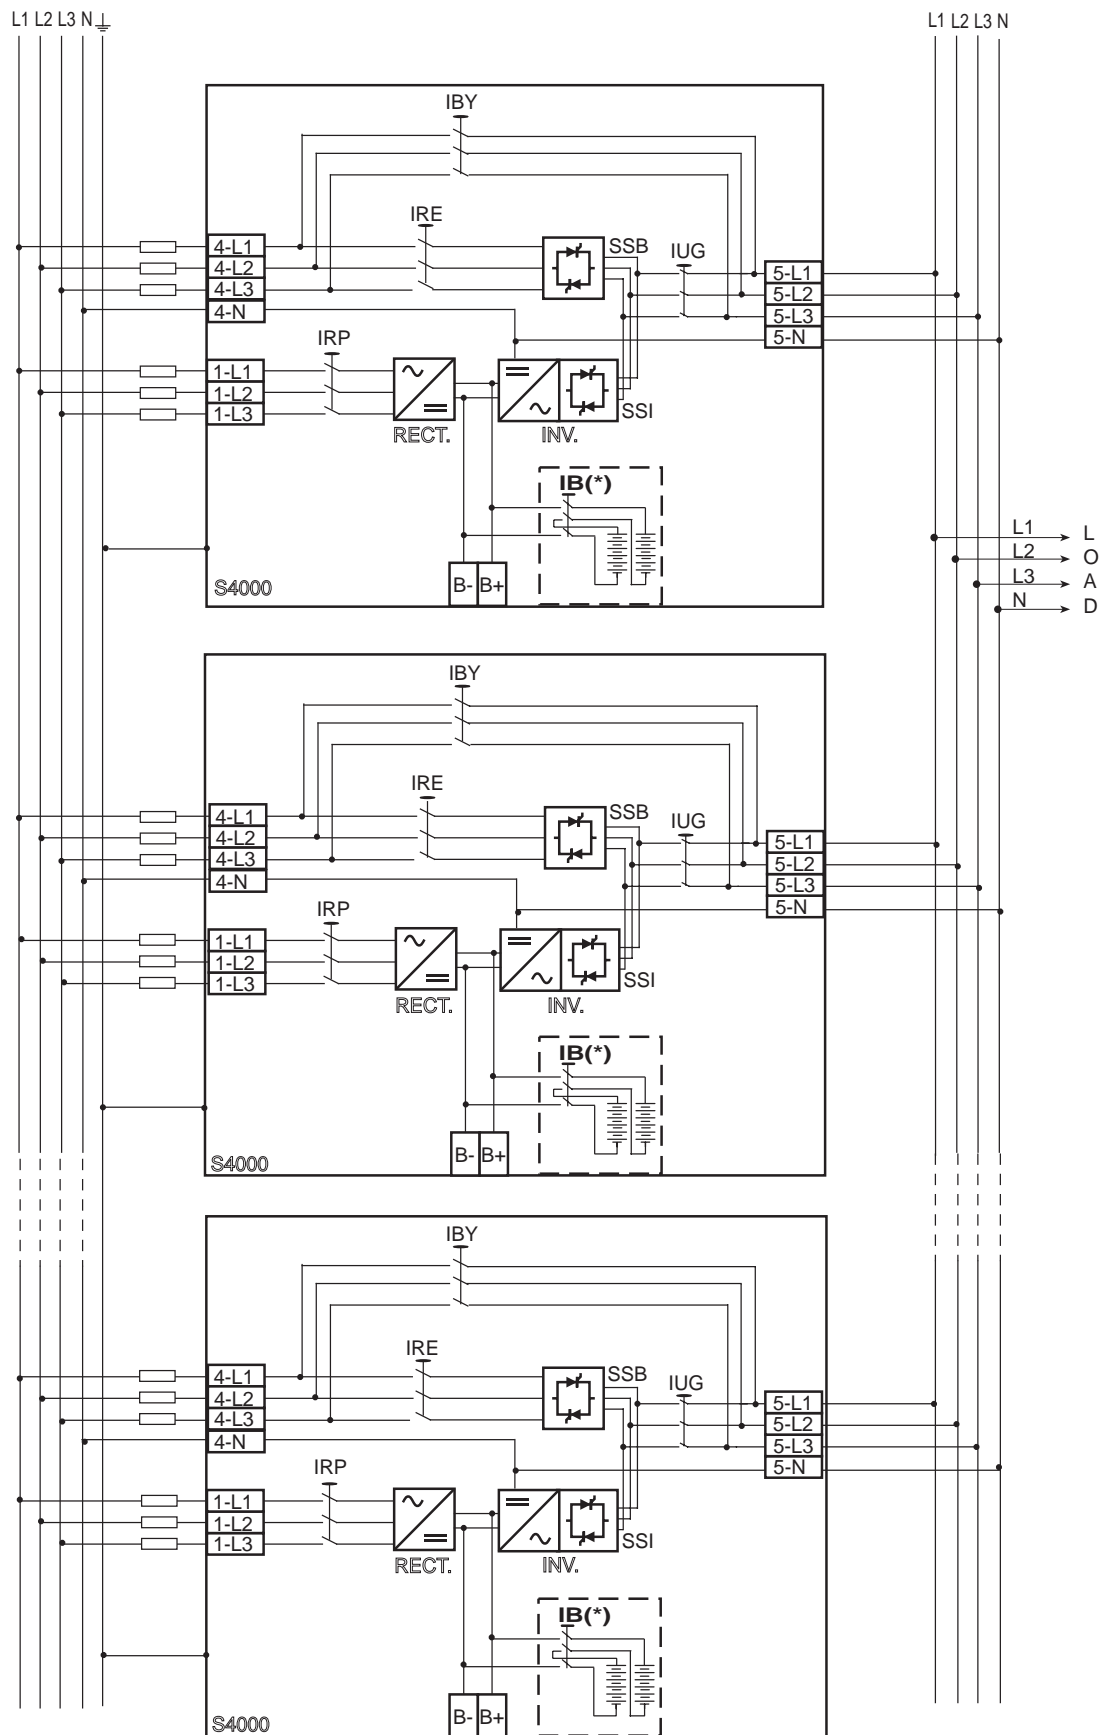 L1 L2 L3 N
L1 L2 L3 N
IBY
IRE
SSB
IUG
4-L1
4-L2
4-L3
4-N
5-L1
5-L2
5-L3
5-N
IRP
1-L1
1-L2
1-L3
SSI
RECT.
INV.
IB(*)
B- B+
S4000
L1 L
L2 O
L3 A
N D
IBY
IRE
SSB
IUG
4-L1
4-L2
4-L3
4-N
5-L1
5-L2
5-L3
5-N
IRP
1-L1
1-L2
1-L3
SSI
RECT.
INV.
IB(*)
B- B+
S4000
IBY
IRE
SSB
IUG
4-L1
4-L2
4-L3
4-N
5-L1
5-L2
5-L3
5-N
IRP
1-L1
1-L2
1-L3
SSI
RECT.
INV.
IB(*)
B- B+
S4000